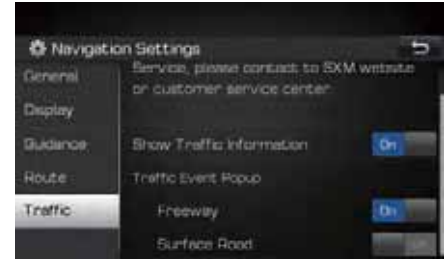 Navigation Settings
General
Service, please contact to SXM website
or customer service center.
Display
Guidance
Show Traffic Information
On
Route
Traffic Event Popup
Traffic
Freeway
On
Surface Road